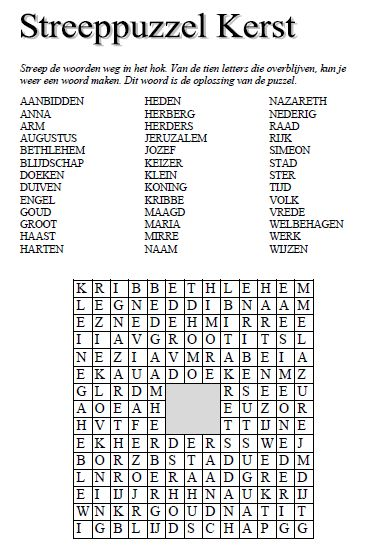 Streeppuzzel Kerst
Streep de woorden weg in het hok. Van de tien letters die overblijven, kun je
weer een woord maken. Dit woord is de oplossing van de puzzel.
AANBIDDEN HEDEN NAZARETH
ANNA HERBERG NEDERIG
ARM HERDERS RAAD
AUGUSTUS JERUZALEM RIJK
BETHLEHEM JOZEF SIMEON
BLIJDSCHAP KEIZER STAD
DOEKEN KLEIN STER
DUIVEN KONING TIJD
ENGEL KRIBBE VOLK
GOUD MAAGD VREDE
GROOT MARIA WELBEHAGEN
HAAST MIRRE WERK
HARTEN NAAM WIJZEN
K R I B B E T H L E H E M
L E G N E D D I B N A A M
E Z N E D E H M I R R E E
I I A V G R O O T I T S L
N E Z I A V M R A B E I A
E K A U A D O E K E N M Z
G L R D M R S E E U
A O E A H E U Z O R
H V T F E T T IJ N E
E K H E R D E R S S W E J
B O R Z B S T A D U E D M
L N R O E R A A D G R E D
E I IJ J R H H N A U K R IJ
W N K R G O U D N A T I T
I G B L IJ D S C H A P G G